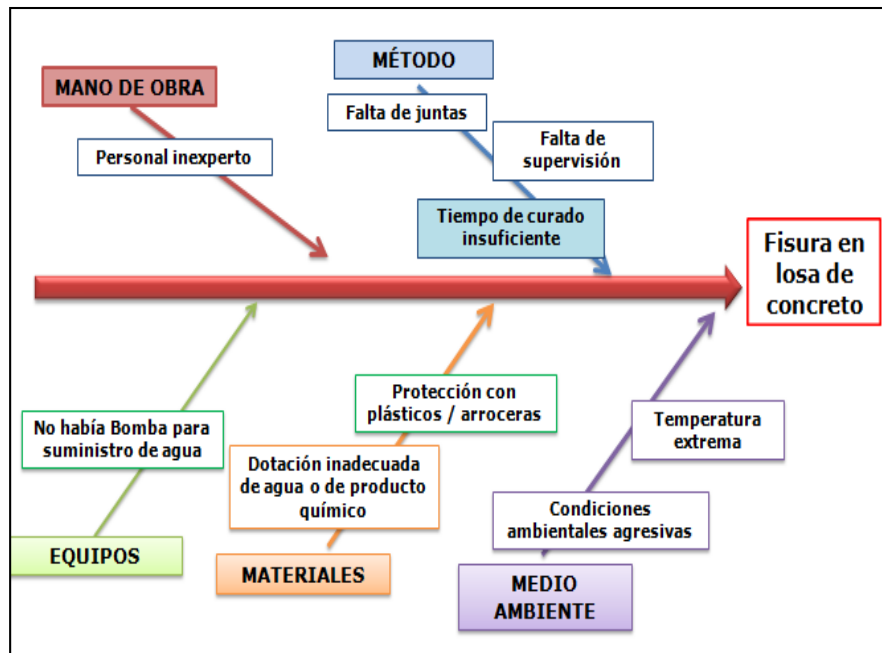 MANO DE OBRA
Personal inexperto
MÉTODO
Falta de juntas
Falta de
supervisión
Tiempo de curado
insuficiente
Fisura en
losa de
concreto
No había Bomba para
suministro de agua
EQUIPOS
Protección con
plásticos / arroceras
Dotación inadecuada
de agua o de producto
químico
MATERIALES
Temperatura
extrema
Condiciones
ambientales agresivas
MEDIO
AMBIENTE